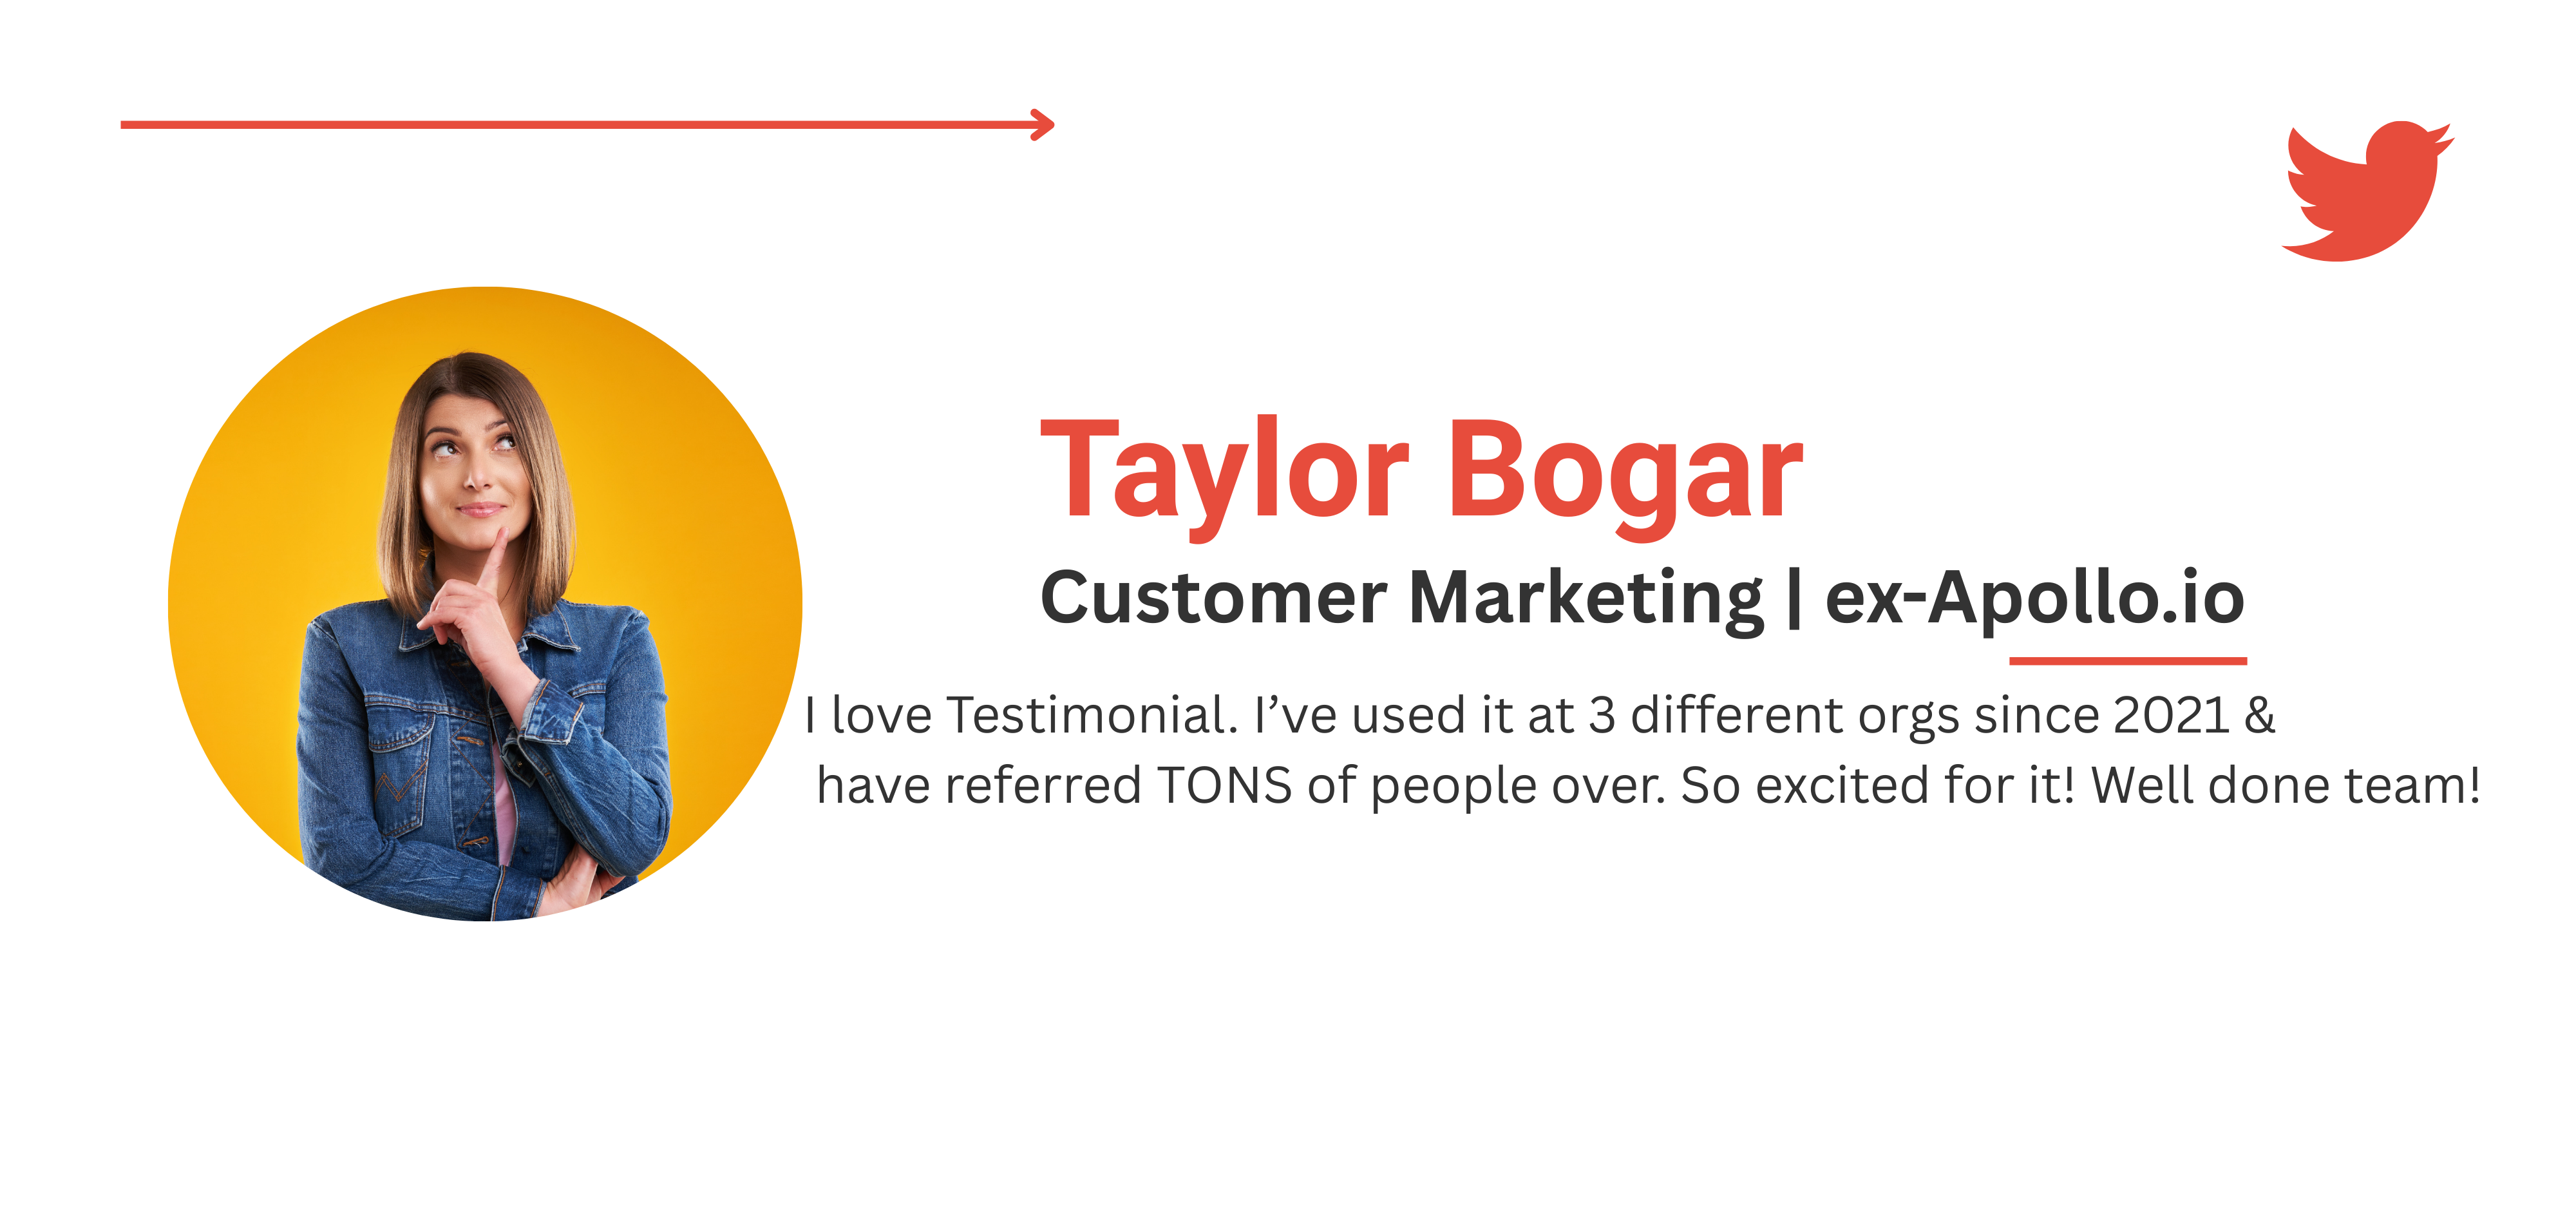 Taylor Bogar
Customer Marketing | ex-Apollo.io
I love Testimonial. I’ve used it at 3 different orgs since 2021 &
have referred TONS of people over. So excited for it! Well done team!